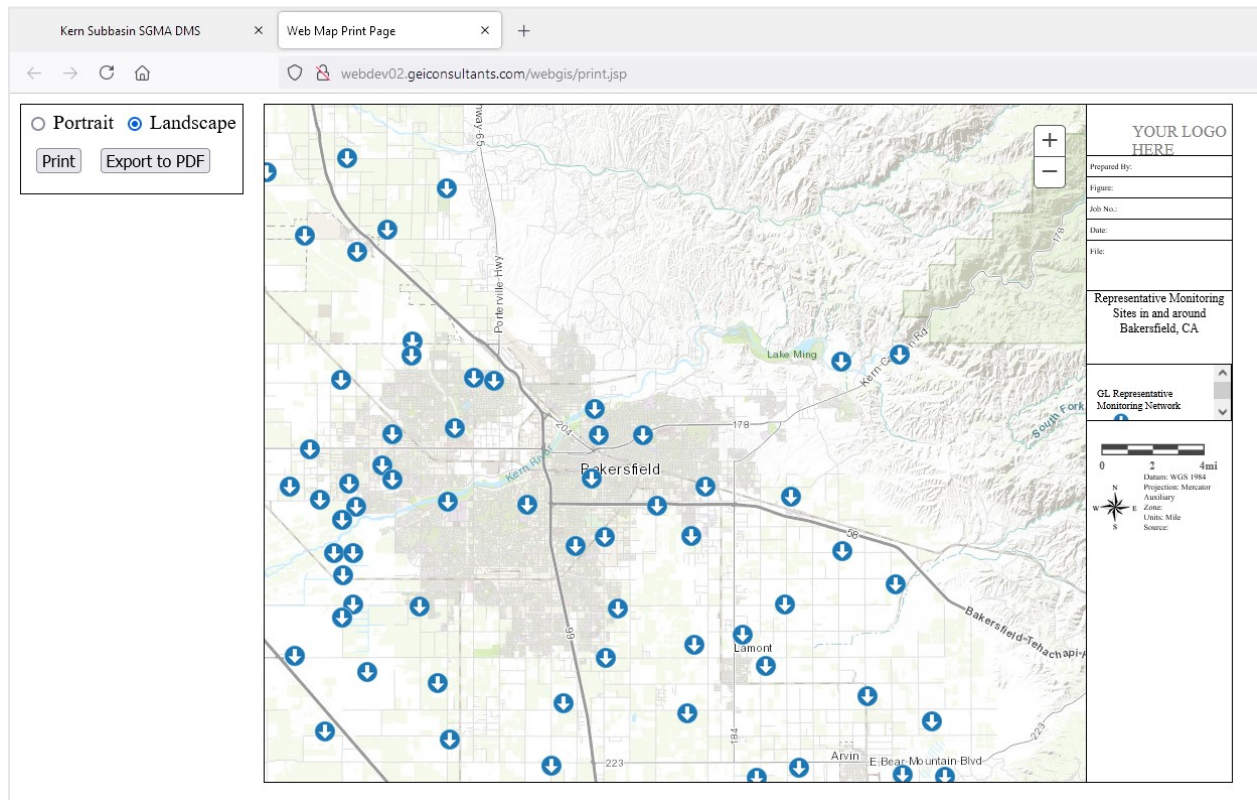 Kern Subbasin SGMA DMS
Web Map Print Page
webdev02.geiconsultants.com/webgis/print.jsp
Portrait
Landscape
Print
Export to PDF
YOUR LOGO
HERE
Prepared By:
Figure:
Job No.:
Date:
File:
Representative Monitoring
Sites in and around
Bakersfield, CA
GL Representative
Monitoring Network
0 2 4mi
Datum: WGS 1984
Projection: Mercator
Auxiliary
Zone:
Units: Mile
Source:
N
W E
S
65
Porterville-Hwy
178
Lake Ming
Kern River
204
178
South Fork
Bakersfield
58
99
Bakersfield-Tehachapi-
Lamont
184
223
223
Arvin
E Bear Mountain Blvd